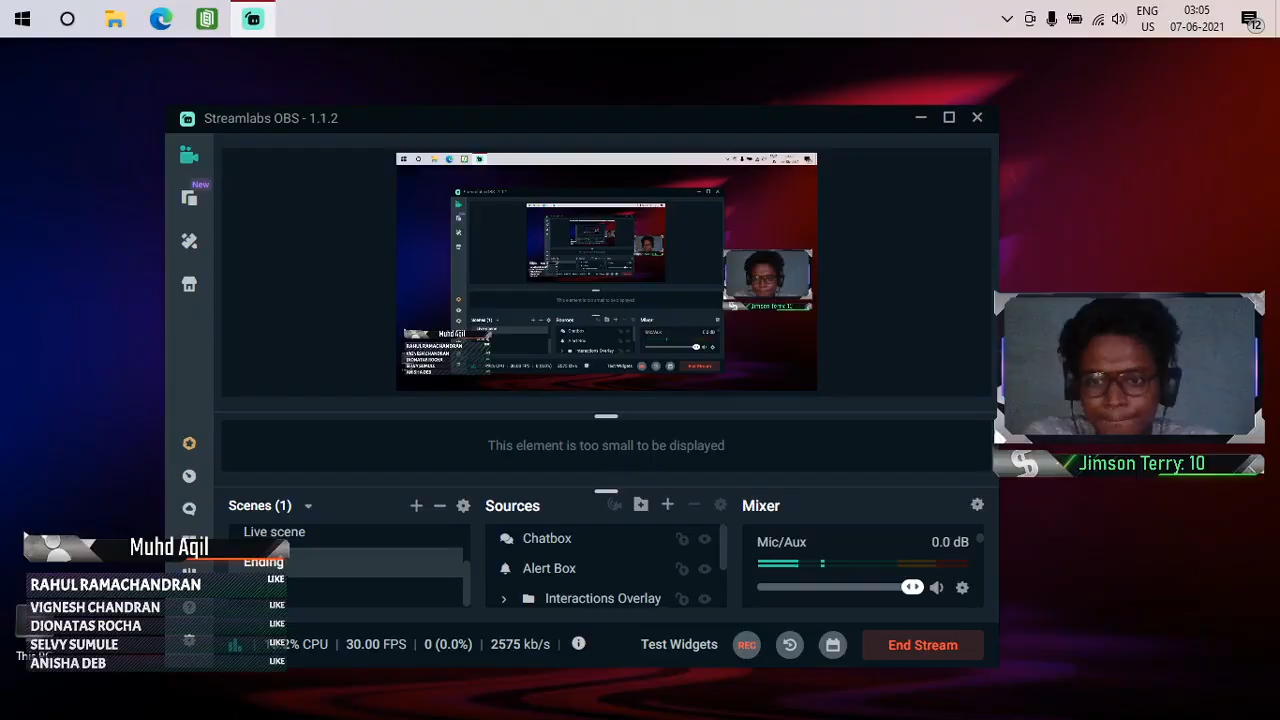 ENG
US
03:05
07-06-2021
12
Streamlabs OBS - 1.1.2
New
This element is too small to be displayed
Scenes (1)
Live scene
Ending
Sources
Chatbox
Alert Box
Interactions Overlay
Mixer
Mic/Aux 0.0 dB
Jimson Terry: 10
Muhd Aqil
RAHUL RAMACHANDRAN LIKE
VIGNESH CHANDRAN LIKE
DIONATAS ROCHA LIKE
SELVY SUMULE LIKE
ANISHA DEB LIKE
CPU 30.00 FPS 0 (0.0%) 2575 kb/s
Test Widgets REC End Stream